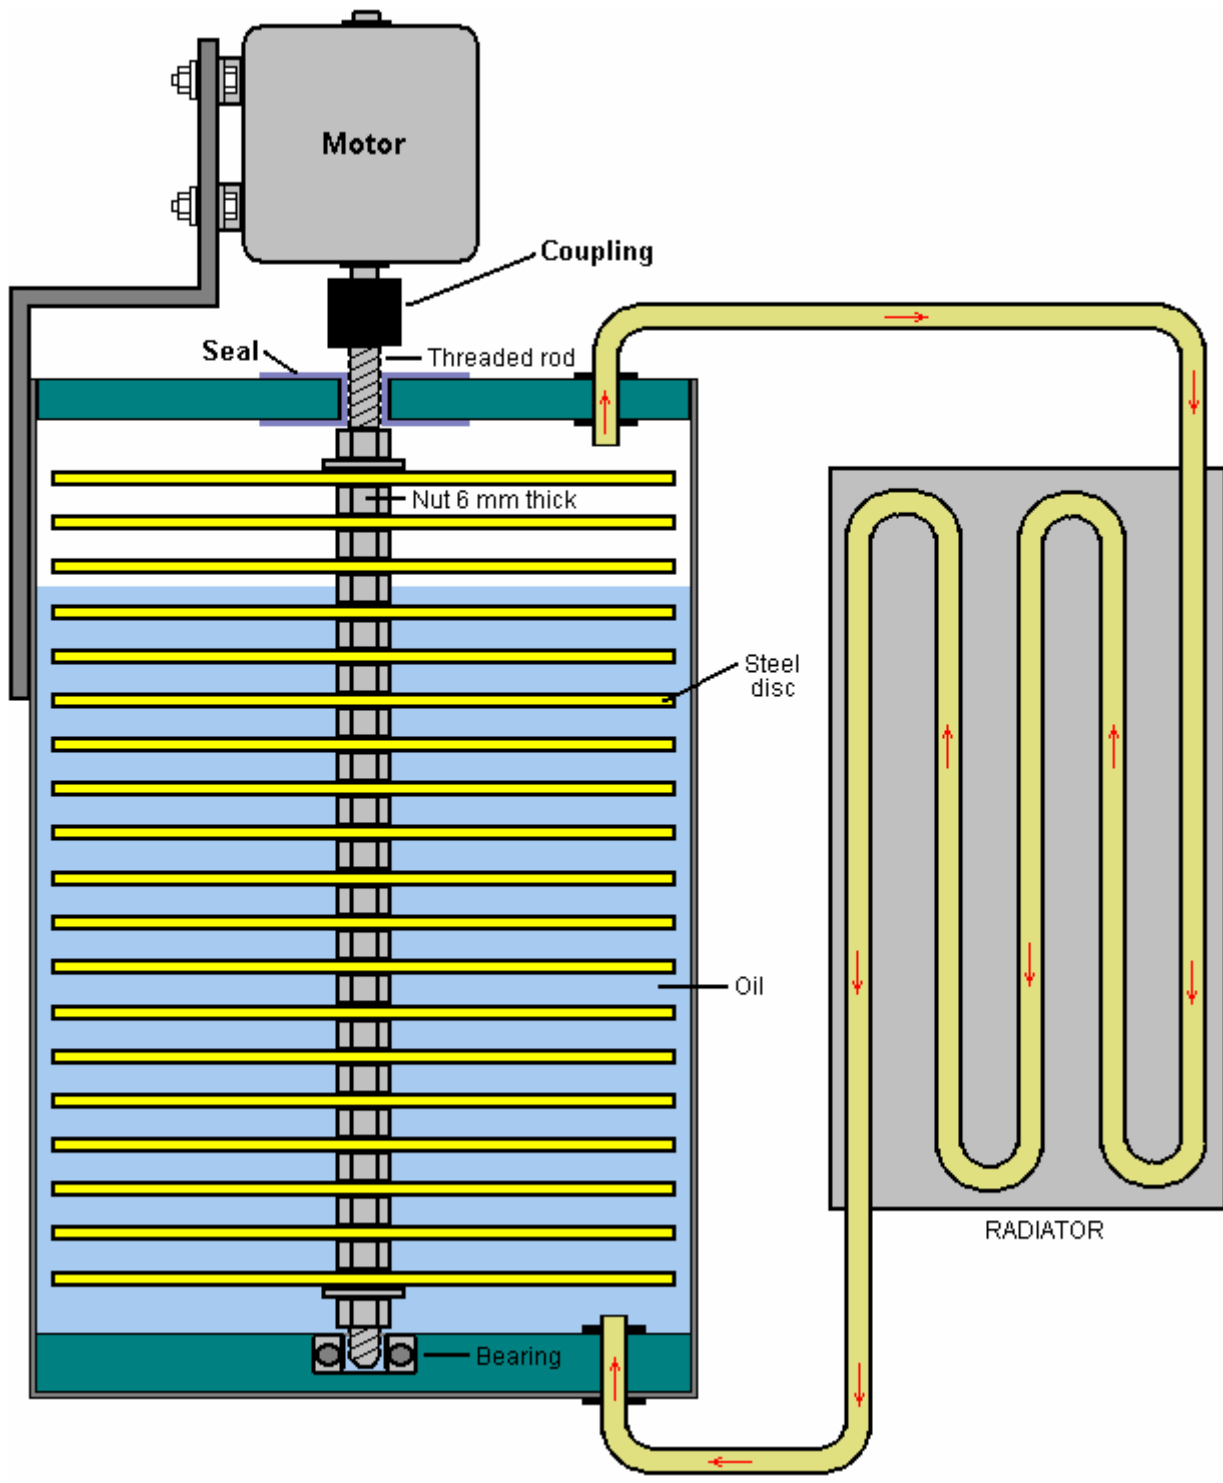 Motor
Coupling
Seal
Threaded rod
Nut 6 mm thick
Steel
disc
Oil
RADIATOR
Bearing